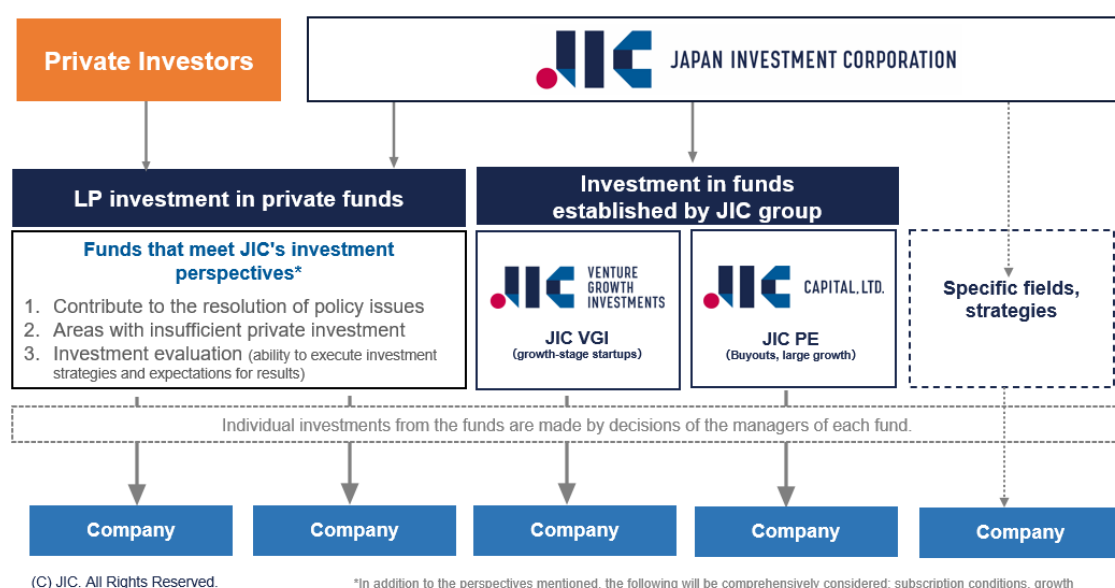 Private Investors
JIC JAPAN INVESTMENT CORPORATION
LP investment in private funds
Investment in funds
established by JIC group
Funds that meet JIC's investment
perspectives*
1. Contribute to the resolution of policy issues
2. Areas with insufficient private investment
3. Investment evaluation (ability to execute investment
strategies and expectations for results)
JIC VENTURE
GROWTH
INVESTMENTS
JIC VGI
(growth-stage startups)
JIC CAPITAL, LTD.
JIC PE
(Buyouts, large growth)
Specific fields,
strategies
Individual investments from the funds are made by decisions of the managers of each fund.
Company
Company
Company
Company
Company
(C) JIC. All Rights Reserved.
*In addition to the perspectives mentioned, the following will be comprehensively considered: subscription conditions, growth